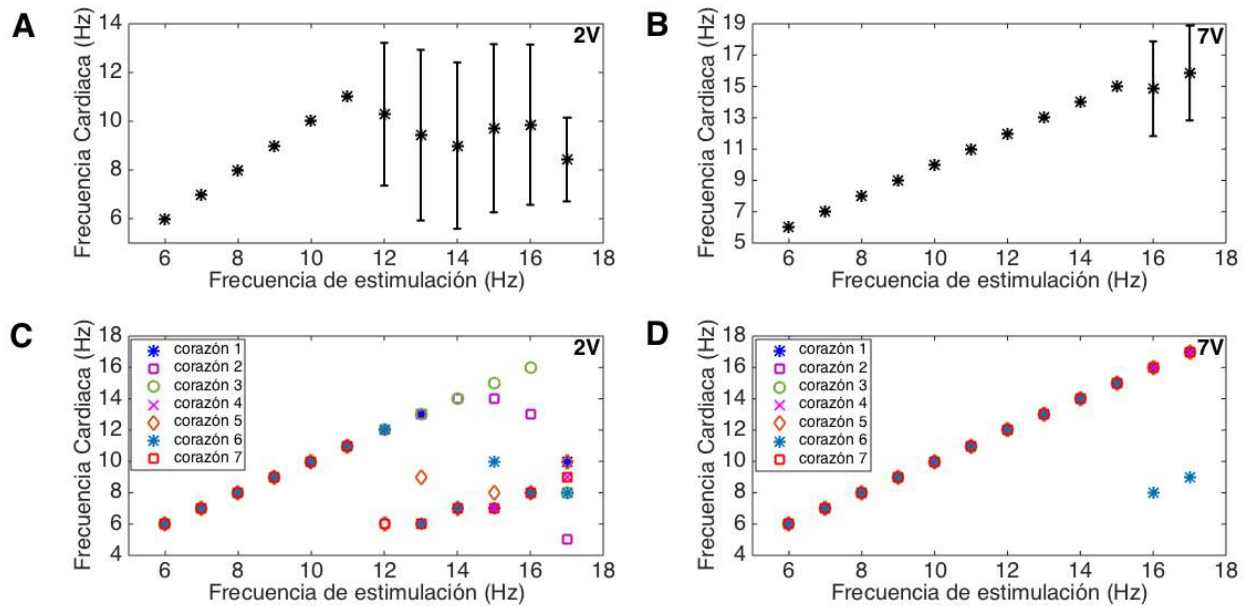 A
2V
Frecuencia Cardiaca (Hz)
14
12
10
8
6
6 8 10 12 14 16 18
Frecuencia de estimulación (Hz)
B
7V
Frecuencia Cardiaca (Hz)
19
17
15
13
11
9
7
5
6 8 10 12 14 16 18
Frecuencia de estimulación (Hz)
C
2V
Frecuencia Cardiaca (Hz)
18
16
14
12
10
8
6
4
corazón 1
corazón 2
corazón 3
corazón 4
corazón 5
corazón 6
corazón 7
6 8 10 12 14 16 18
Frecuencia de estimulación (Hz)
D
7V
Frecuencia Cardiaca (Hz)
18
16
14
12
10
8
6
4
corazón 1
corazón 2
corazón 3
corazón 4
corazón 5
corazón 6
corazón 7
6 8 10 12 14 16 18
Frecuencia de estimulación (Hz)